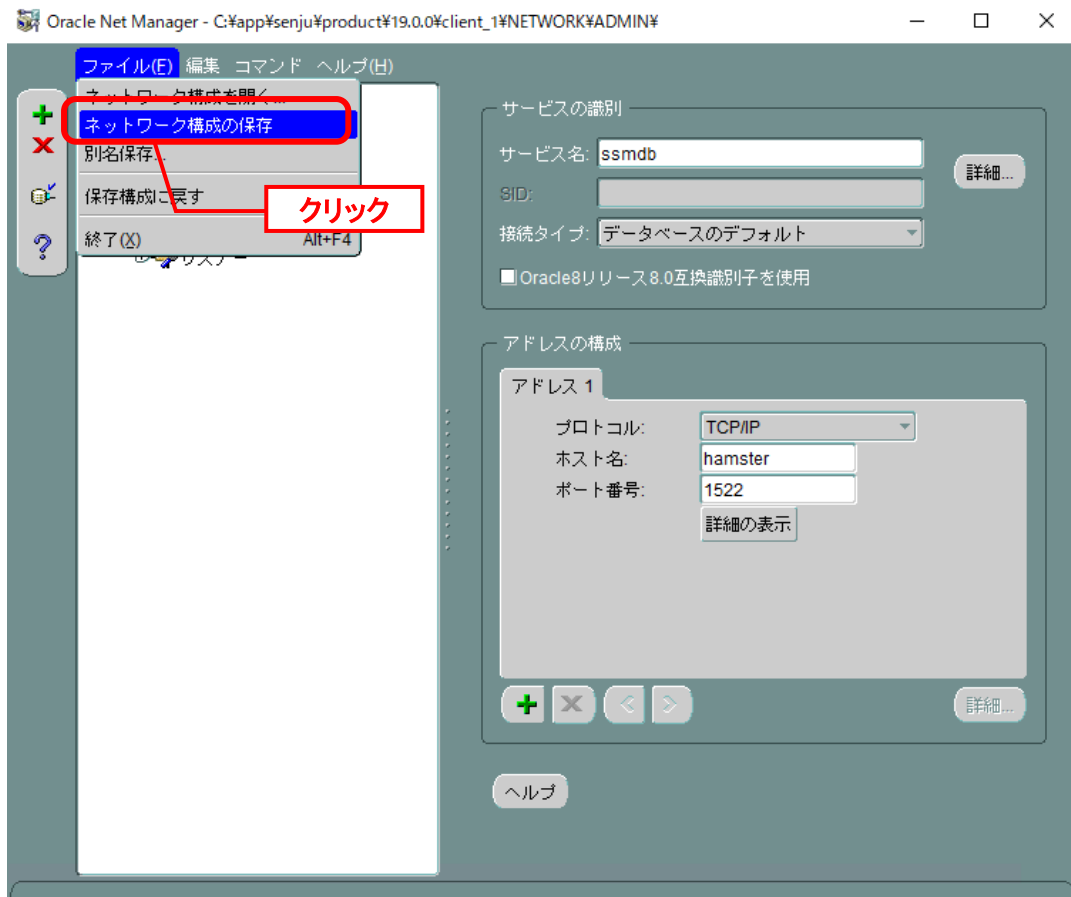 Oracle Net Manager - C:¥app¥senju¥product¥19.0.0¥client_1¥NETWORK¥ADMIN¥
ファイル(F) 編集 コマンド ヘルプ(H)
ネットワーク構成を開く...
ネットワーク構成の保存
別名保存...
保存構成に戻す
クリック
終了(X) Alt+F4
リスナー
サービスの識別
サービス名: ssmdb
詳細...
SID:
接続タイプ: データベースのデフォルト
Oracle8リリース8.0互換識別子を使用
アドレスの構成
アドレス 1
プロトコル: TCP/IP
ホスト名: hamster
ポート番号: 1522
詳細の表示
詳細...
ヘルプ